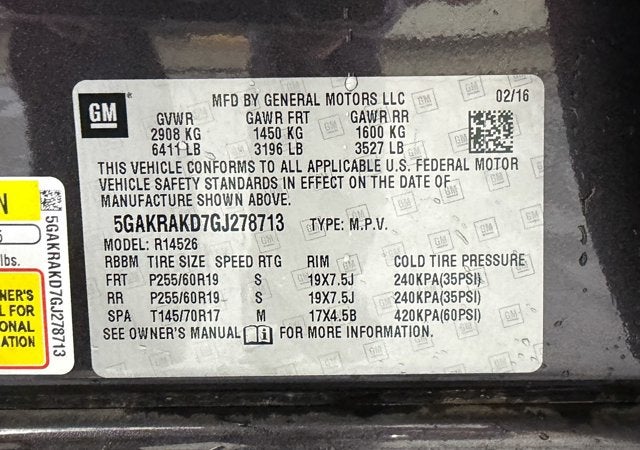 GM
MFD BY GENERAL MOTORS LLC 02/16
GVWR GAWR FRT GAWR RR
2908 KG 1450 KG 1600 KG
6411 LB 3196 LB 3527 LB
THIS VEHICLE CONFORMS TO ALL APPLICABLE U.S. FEDERAL MOTOR
VEHICLE SAFETY STANDARDS IN EFFECT ON THE DATE OF
MANUFACTURE SHOWN ABOVE.
5GAKRAKD7GJ278713 TYPE: M.P.V.
MODEL: R14526
RBBM TIRE SIZE SPEED RTG RIM COLD TIRE PRESSURE
FRT P255/60R19 S 19X7.5J 240KPA(35PSI)
RR P255/60R19 S 19X7.5J 240KPA(35PSI)
SPA T145/70R17 M 17X4.5B 420KPA(60PSI)
SEE OWNER'S MANUAL FOR MORE INFORMATION.
N
lbs.
NER'S
L FOR
ONAL
ATION
5GAKRAKD7GJ278713